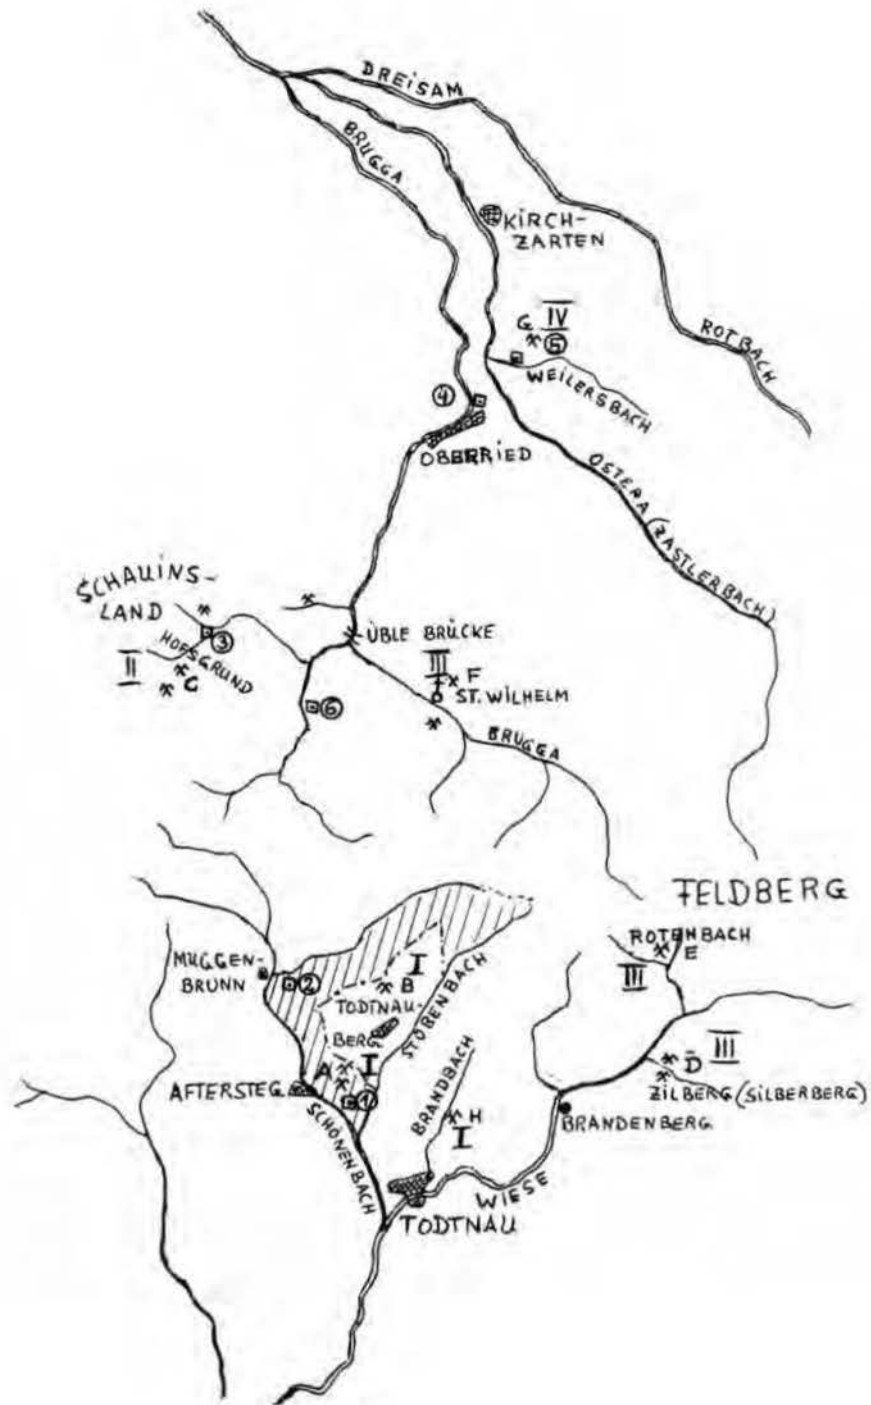 DREISAM
BRUGGA
KIRCH-
ZARTEN
ROTBACH
G IV
5
WEILERSBACH
4
OBERRIED
OSTERA (ZASTLERBACH)
SCHAUINS-
LAND
3
HOFSGRUND
II
C
ÜBLE BRÜCKE
III
F
ST. WILHELM
6
BRUGGA
FELDBERG
ROTENBACH
E
III
MUGGEN-
BRUNN
2
I
B
TODTNAU-
BERG
STÜBENBACH
A I
1
AFTERSTEG
SCHÖNENBACH
BRANDBACH
H
I
D III
ZILBERG (SILBERBERG)
BRANDENBERG
WIESE
TODTNAU